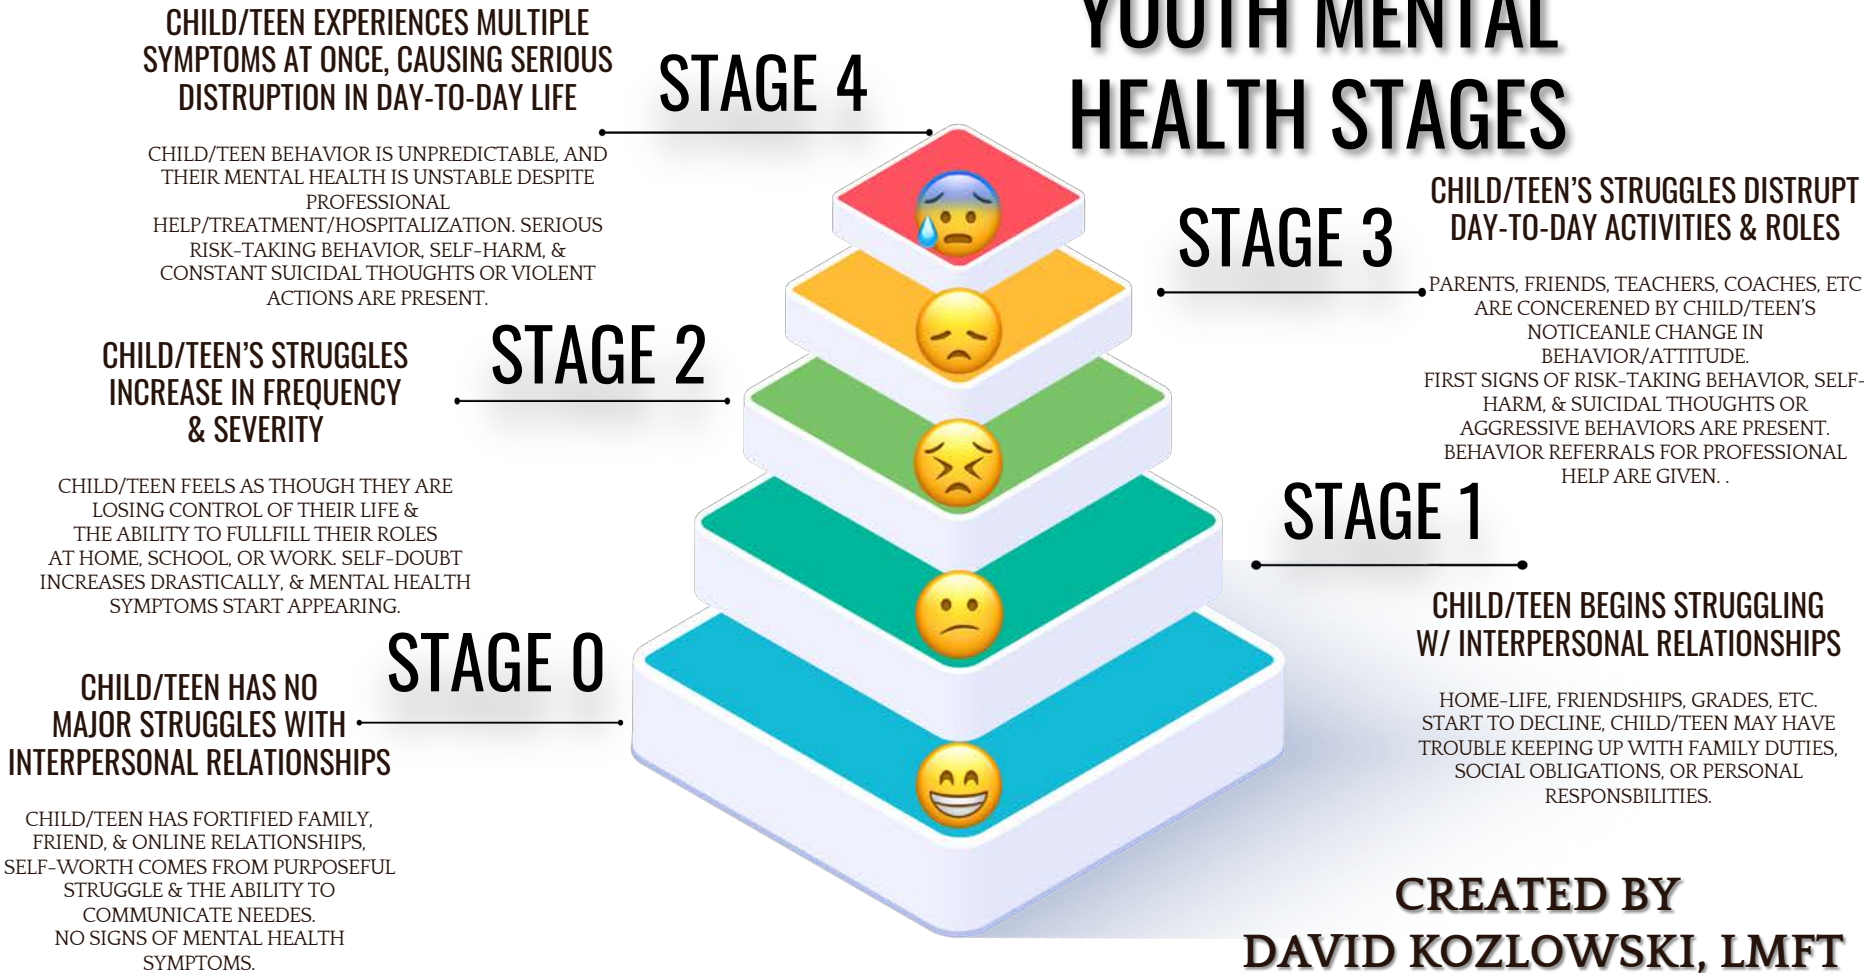 YOUTH MENTAL
HEALTH STAGES
CHILD/TEEN EXPERIENCES MULTIPLE
SYMPTOMS AT ONCE, CAUSING SERIOUS
DISTRUPTION IN DAY-TO-DAY LIFE
STAGE 4
CHILD/TEEN BEHAVIOR IS UNPREDICTABLE, AND
THEIR MENTAL HEALTH IS UNSTABLE DESPITE
PROFESSIONAL
HELP/TREATMENT/HOSPITALIZATION. SERIOUS
RISK-TAKING BEHAVIOR, SELF-HARM, &
CONSTANT SUICIDAL THOUGHTS OR VIOLENT
ACTIONS ARE PRESENT.
STAGE 3
CHILD/TEEN'S STRUGGLES DISTRUPT
DAY-TO-DAY ACTIVITIES & ROLES
PARENTS, FRIENDS, TEACHERS, COACHES, ETC
ARE CONCERENED BY CHILD/TEEN'S
NOTICEANLE CHANGE IN
BEHAVIOR/ATTITUDE.
FIRST SIGNS OF RISK-TAKING BEHAVIOR, SELF-
HARM, & SUICIDAL THOUGHTS OR
AGGRESSIVE BEHAVIORS ARE PRESENT.
BEHAVIOR REFERRALS FOR PROFESSIONAL
HELP ARE GIVEN. .
STAGE 2
CHILD/TEEN'S STRUGGLES
INCREASE IN FREQUENCY
& SEVERITY
CHILD/TEEN FEELS AS THOUGH THEY ARE
LOSING CONTROL OF THEIR LIFE &
THE ABILITY TO FULLFILL THEIR ROLES
AT HOME, SCHOOL, OR WORK. SELF-DOUBT
INCREASES DRASTICALLY, & MENTAL HEALTH
SYMPTOMS START APPEARING.
STAGE 1
CHILD/TEEN BEGINS STRUGGLING
W/ INTERPERSONAL RELATIONSHIPS
HOME-LIFE, FRIENDSHIPS, GRADES, ETC.
START TO DECLINE, CHILD/TEEN MAY HAVE
TROUBLE KEEPING UP WITH FAMILY DUTIES,
SOCIAL OBLIGATIONS, OR PERSONAL
RESPONSBILITIES.
STAGE 0
CHILD/TEEN HAS NO
MAJOR STRUGGLES WITH
INTERPERSONAL RELATIONSHIPS
CHILD/TEEN HAS FORTIFIED FAMILY,
FRIEND, & ONLINE RELATIONSHIPS,
SELF-WORTH COMES FROM PURPOSEFUL
STRUGGLE & THE ABILITY TO
COMMUNICATE NEEDES.
NO SIGNS OF MENTAL HEALTH
SYMPTOMS.
CREATED BY
DAVID KOZLOWSKI, LMFT